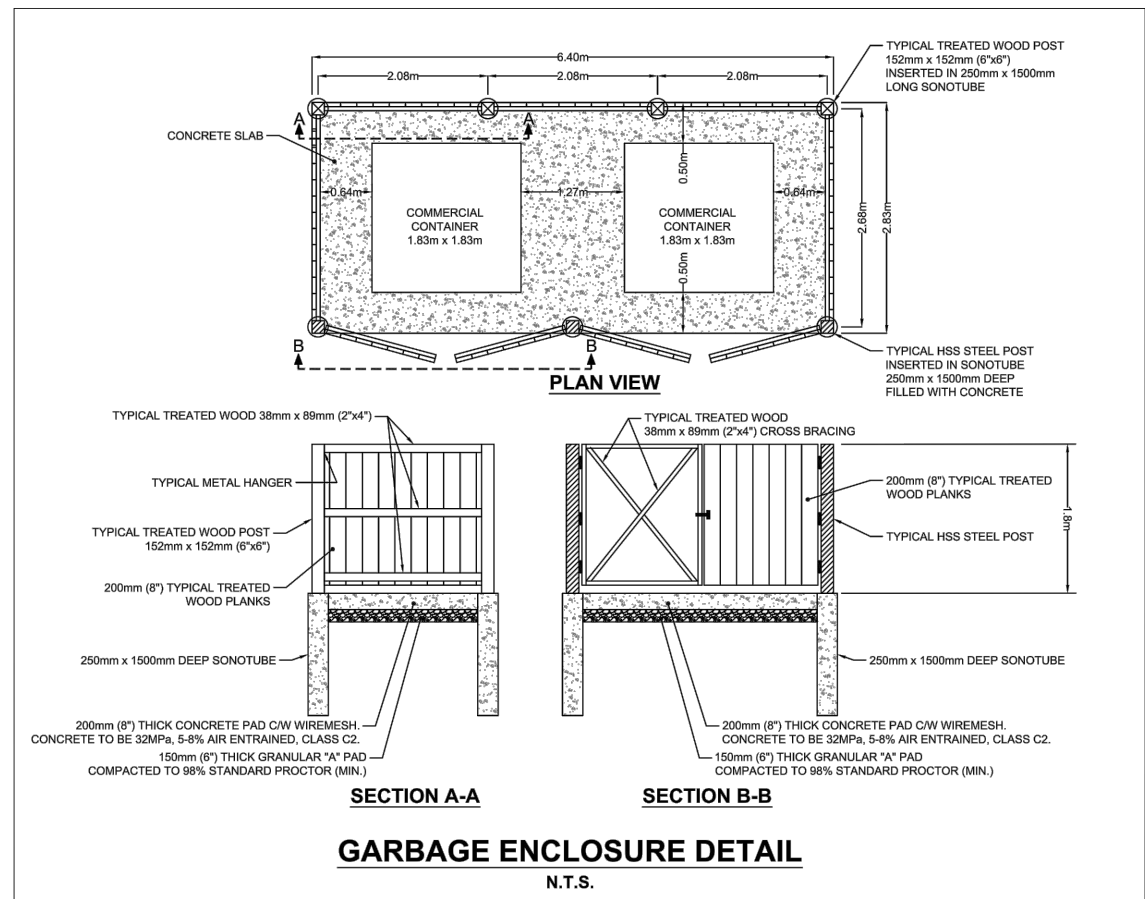 6.40m
2.08m
2.08m
2.08m
TYPICAL TREATED WOOD POST
152mm x 152mm (6"x6")
INSERTED IN 250mm x 1500mm
LONG SONOTUBE
CONCRETE SLAB
A
A
0.64m
1.27m
0.50m
0.64m
COMMERCIAL
CONTAINER
1.83m x 1.83m
COMMERCIAL
CONTAINER
1.83m x 1.83m
0.50m
2.68m
2.83m
B
B
PLAN VIEW
TYPICAL HSS STEEL POST
INSERTED IN SONOTUBE
250mm x 1500mm DEEP
FILLED WITH CONCRETE
TYPICAL TREATED WOOD 38mm x 89mm (2"x4")
TYPICAL METAL HANGER
TYPICAL TREATED WOOD POST
152mm x 152mm (6"x6")
200mm (8") TYPICAL TREATED
WOOD PLANKS
250mm x 1500mm DEEP SONOTUBE
200mm (8") THICK CONCRETE PAD C/W WIREMESH.
CONCRETE TO BE 32MPa, 5-8% AIR ENTRAINED, CLASS C2.
150mm (6") THICK GRANULAR "A" PAD
COMPACTED TO 98% STANDARD PROCTOR (MIN.)
SECTION A-A
TYPICAL TREATED WOOD
38mm x 89mm (2"x4") CROSS BRACING
200mm (8") TYPICAL TREATED
WOOD PLANKS
TYPICAL HSS STEEL POST
1.8m
250mm x 1500mm DEEP SONOTUBE
200mm (8") THICK CONCRETE PAD C/W WIREMESH.
CONCRETE TO BE 32MPa, 5-8% AIR ENTRAINED, CLASS C2.
150mm (6") THICK GRANULAR "A" PAD
COMPACTED TO 98% STANDARD PROCTOR (MIN.)
SECTION B-B
GARBAGE ENCLOSURE DETAIL
N.T.S.